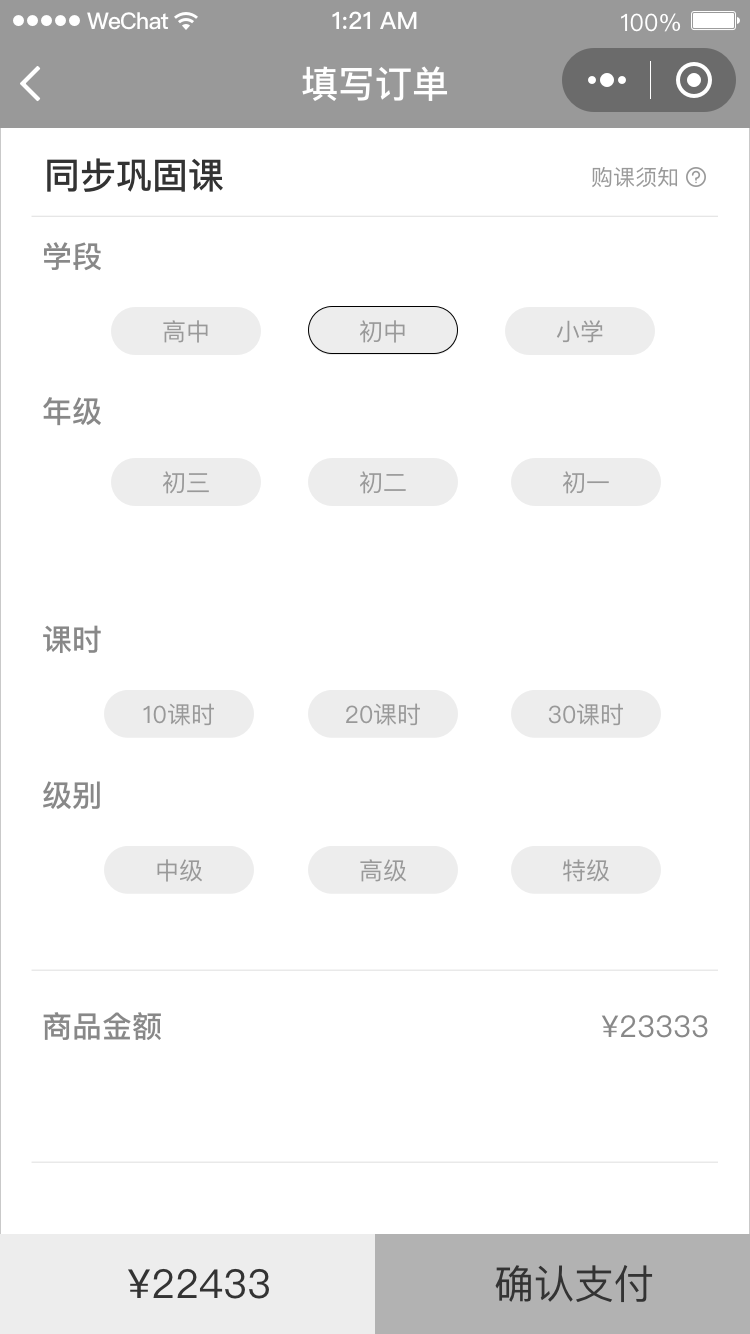 WeChat 1:21 AM 100%
填写订单
同步巩固课 购课须知
学段
高中 初中 小学
年级
初三 初二 初一
课时
10课时 20课时 30课时
级别
中级 高级 特级
商品金额 ¥23333
¥22433 确认支付